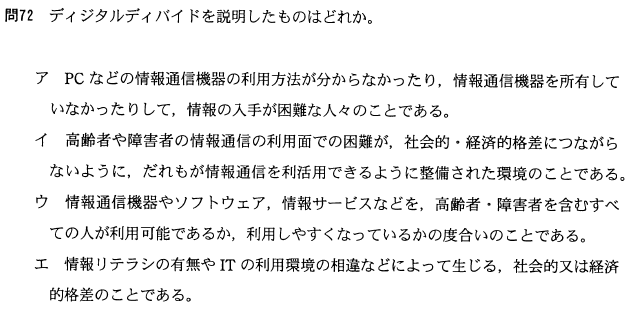 問72 ディジタルディバイドを説明したものはどれか。
ア PCなどの情報通信機器の利用方法が分からなかったり，情報通信機器を所有して
いなかったりして，情報の入手が困難な人々のことである。
イ 高齢者や障害者の情報通信の利用面での困難が，社会的・経済的格差につながら
ないように，だれもが情報通信を利活用できるように整備された環境のことである。
ウ 情報通信機器やソフトウェア，情報サービスなどを，高齢者・障害者を含むすべ
ての人が利用可能であるか，利用しやすくなっているかの度合いのことである。
エ 情報リテラシの有無やITの利用環境の相違などによって生じる，社会的又は経済
的格差のことである。